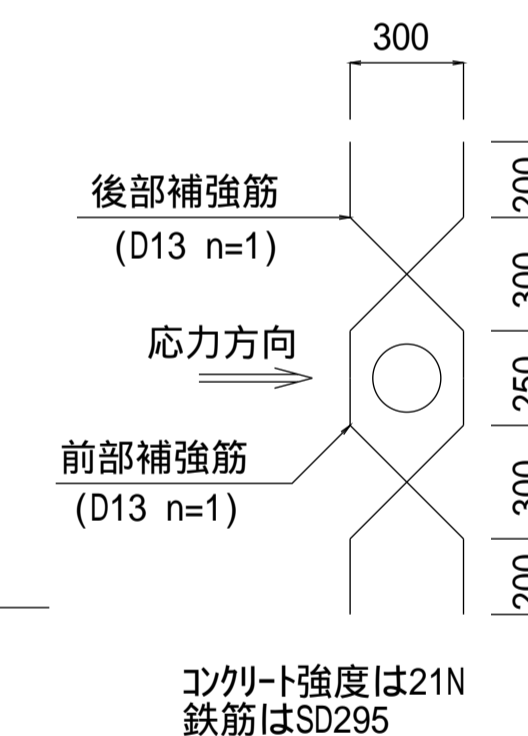 300
200
後部補強筋
(D13 n=1)
300
応力方向
250
前部補強筋
(D13 n=1)
300
200
コンクリート強度は21N
鉄筋はSD295